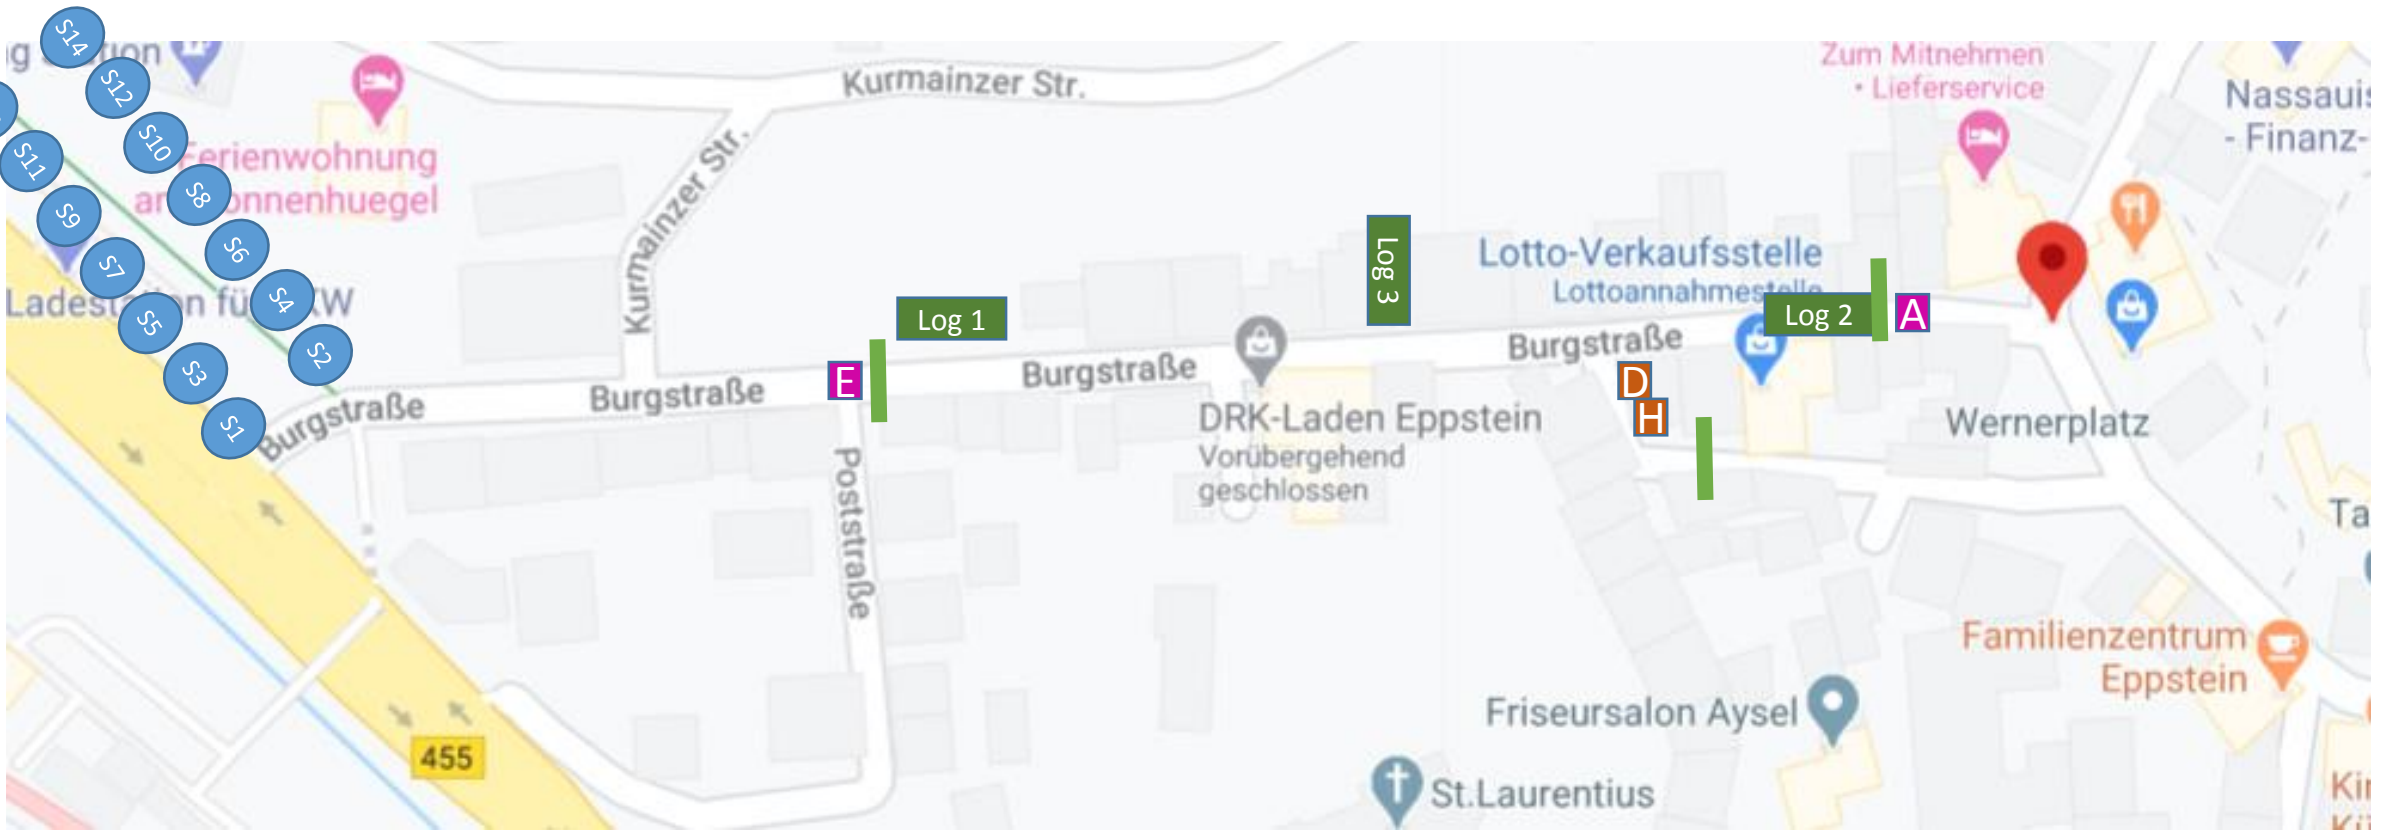 S14
S12
S10
S8
S6
S4
S2
S11
S9
S7
S5
S3
S1
Ferienwohnung
Kurmainzer Str.
Kurmainzer Str.
Zum Mitnehmen
· Lieferservice
- Finanz-
Log 1
Log 3
Lotto-Verkaufsstelle
Lottoannahmestelle
Log 2
A
E
D
H
Burgstraße
Burgstraße
Burgstraße
Burgstraße
DRK-Laden Eppstein
Vorübergehend
geschlossen
Wernerplatz
Poststraße
Familienzentrum
Eppstein
Friseursalon Aysel
St.Laurentius
455